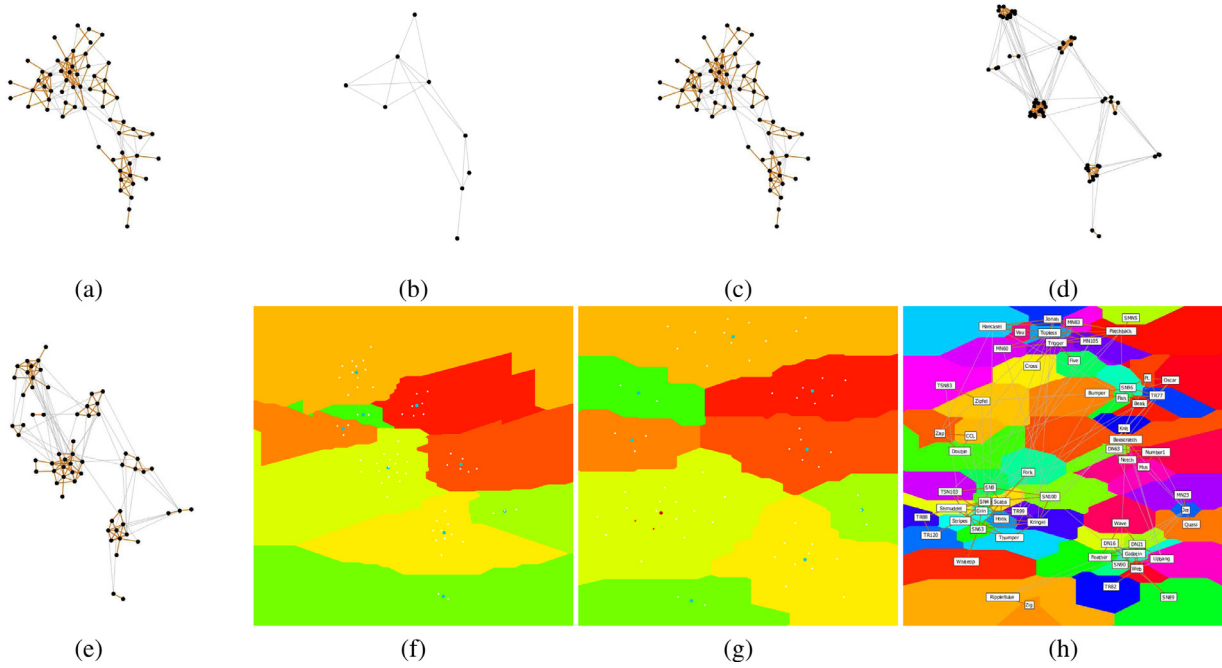 (a)
(b)
(c)
(d)
Jonah
SMN5
Haecksel
MN83
Patchback
Vau
Topless
MN60
Trigger
MN105
Cross
Five
TSN83
Zipfel
Bumper
SN96
Oscar
Fish
TR77
Beak
Zap
CCL
Knit
Double
Beescratch
DN63
Number1
Notch
Mus
Fork
TSN103
SN9
MN23
SN4
Scabs
SN100
Jet
Shmuddel
Grin
TR99
TR88
Stripes
Hook
Kringel
Wave
Quasi
TR120
SN63
Thumper
DN16
DN21
Feather
Gallatin
Upbang
Whitetip
SN90
Web
TR82
Ripplefluke
Zig
SN89
(e)
(f)
(g)
(h)